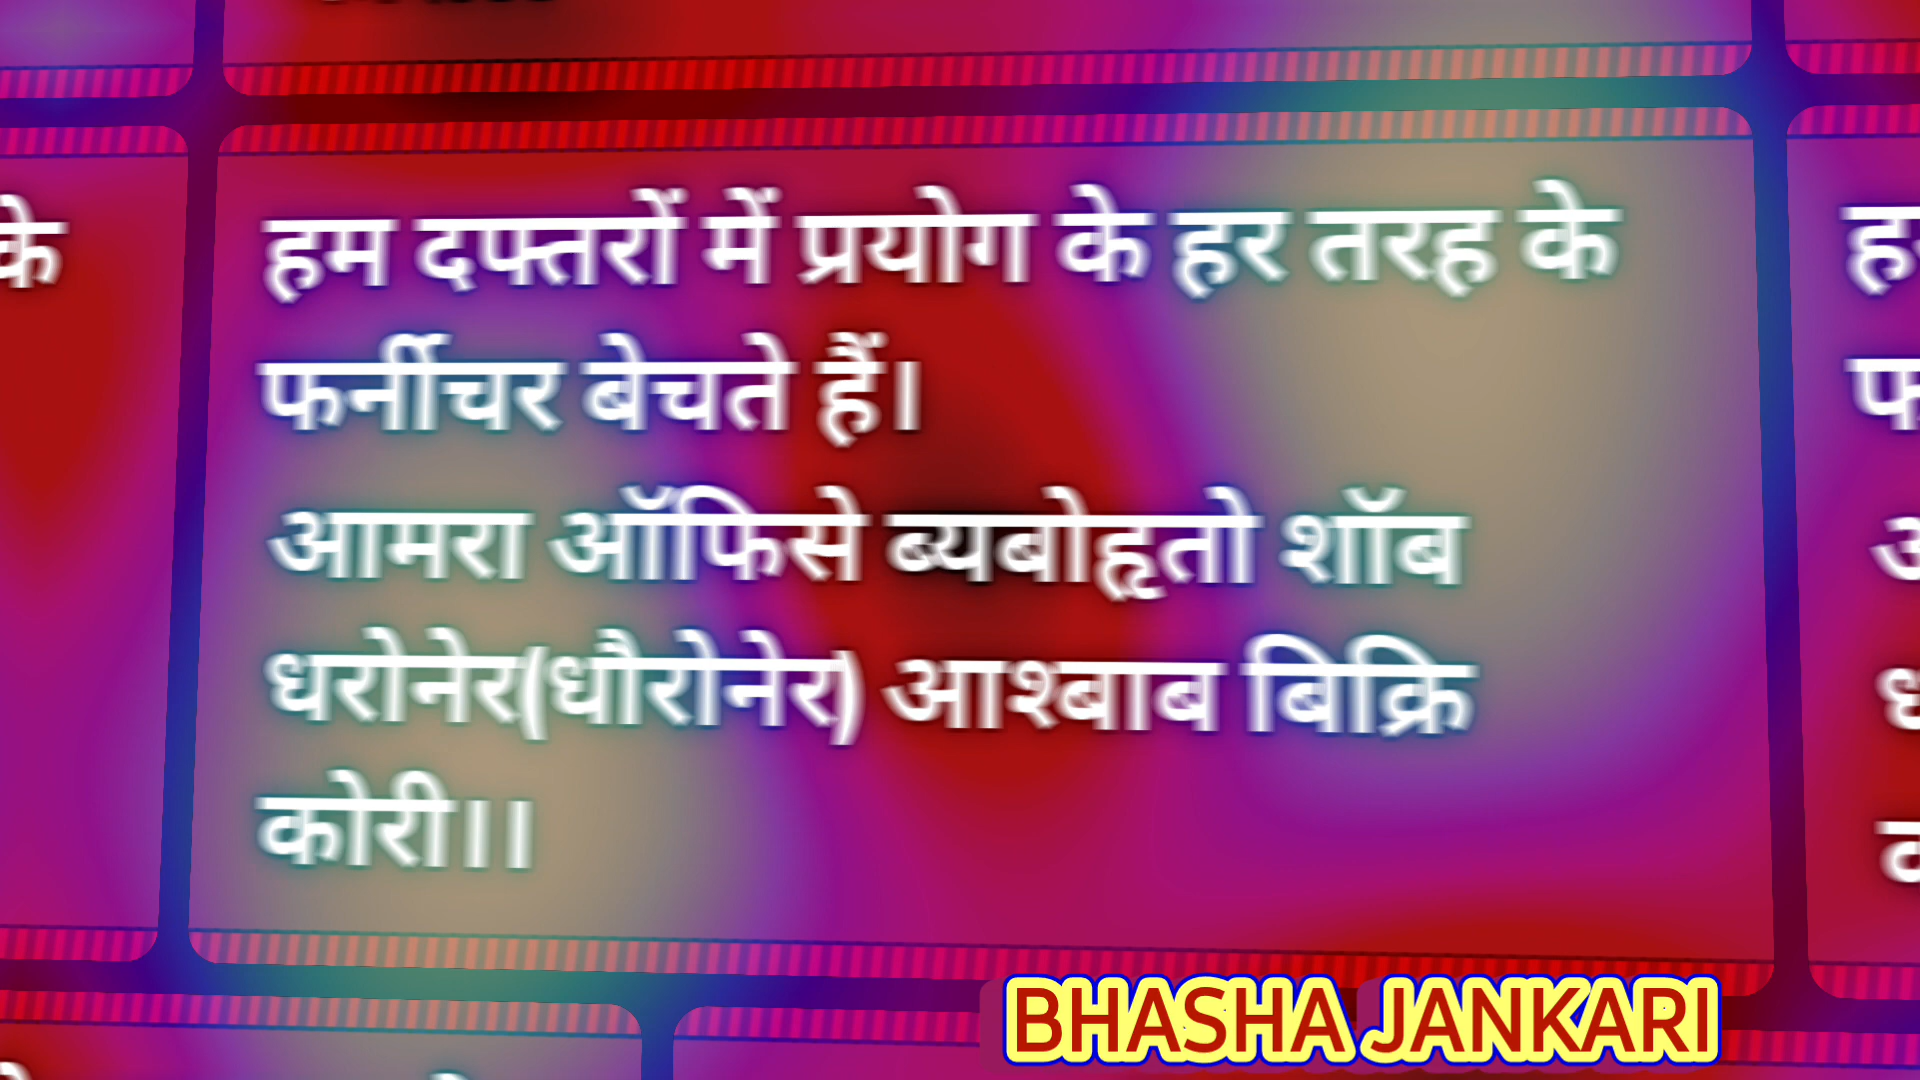 हम दफ्तरों में प्रयोग के हर तरह के
फर्नीचर बेचते हैं।
आमरा ऑफिसे ब्यबोहृतो शॉब
धरोनेर(धौरोनेर) आश्बाब बिक्रि
कोरी।।
BHASHA JANKARI